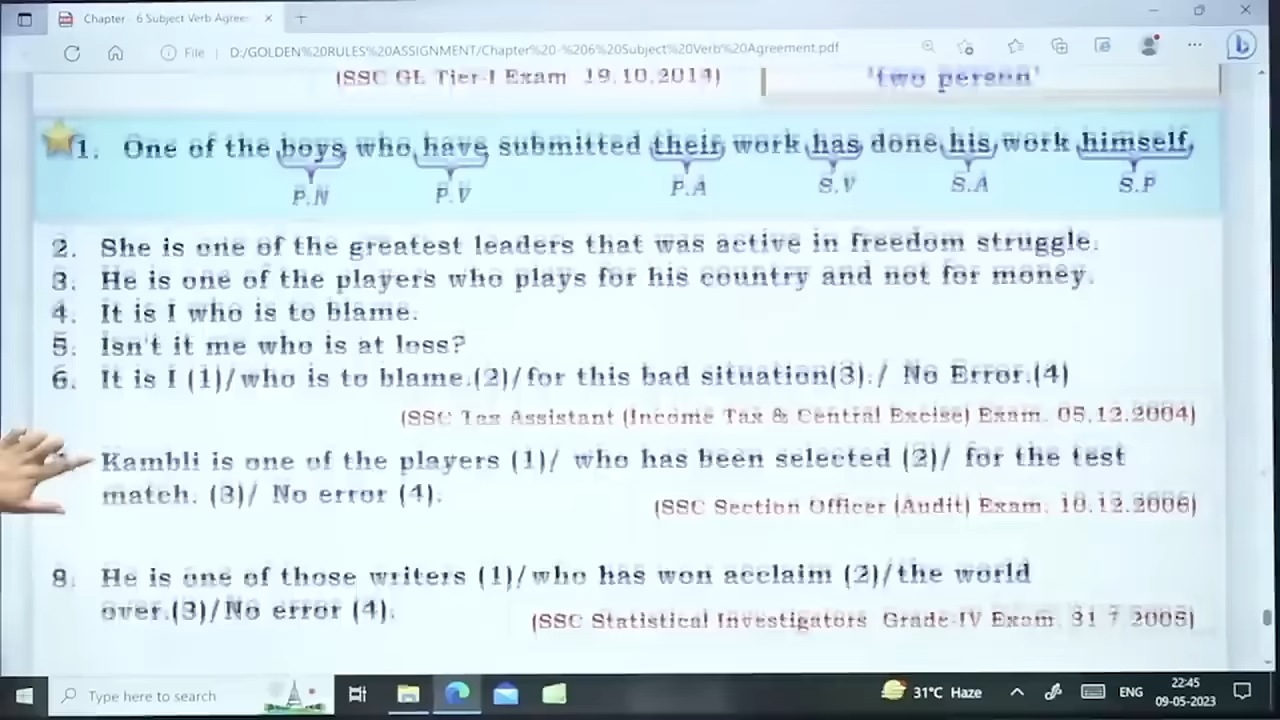 Chapter - 6 Subject Verb Agree
File | D:/GOLDEN%20RULES%20ASSIGNMENT/Chapter%20-%206%20Subject%20Verb%20Agreement.pdf
(SSC GL Tier-I Exam 19.10.2014)
'two person'
1. One of the boys who have submitted their work has done his work himself.
P.N P.V P.A S.V S.A S.P
2. She is one of the greatest leaders that was active in freedom struggle.
3. He is one of the players who plays for his country and not for money.
4. It is I who is to blame.
5. Isn't it me who is at loss?
6. It is I (1)/who is to blame.(2)/for this bad situation(3)./ No Error.(4)
(SSC Tax Assistant (Income Tax & Central Excise) Exam. 05.12.2004)
Kambli is one of the players (1)/ who has been selected (2)/ for the test
match. (3)/ No error (4).
(SSC Section Officer (Audit) Exam. 10.12.2006)
8. He is one of those writers (1)/who has won acclaim (2)/the world
over.(3)/No error (4).
(SSC Statistical Investigators Grade-IV Exam. 31.7.2005)
Type here to search
31°C Haze
ENG
22:45
09-05-2023